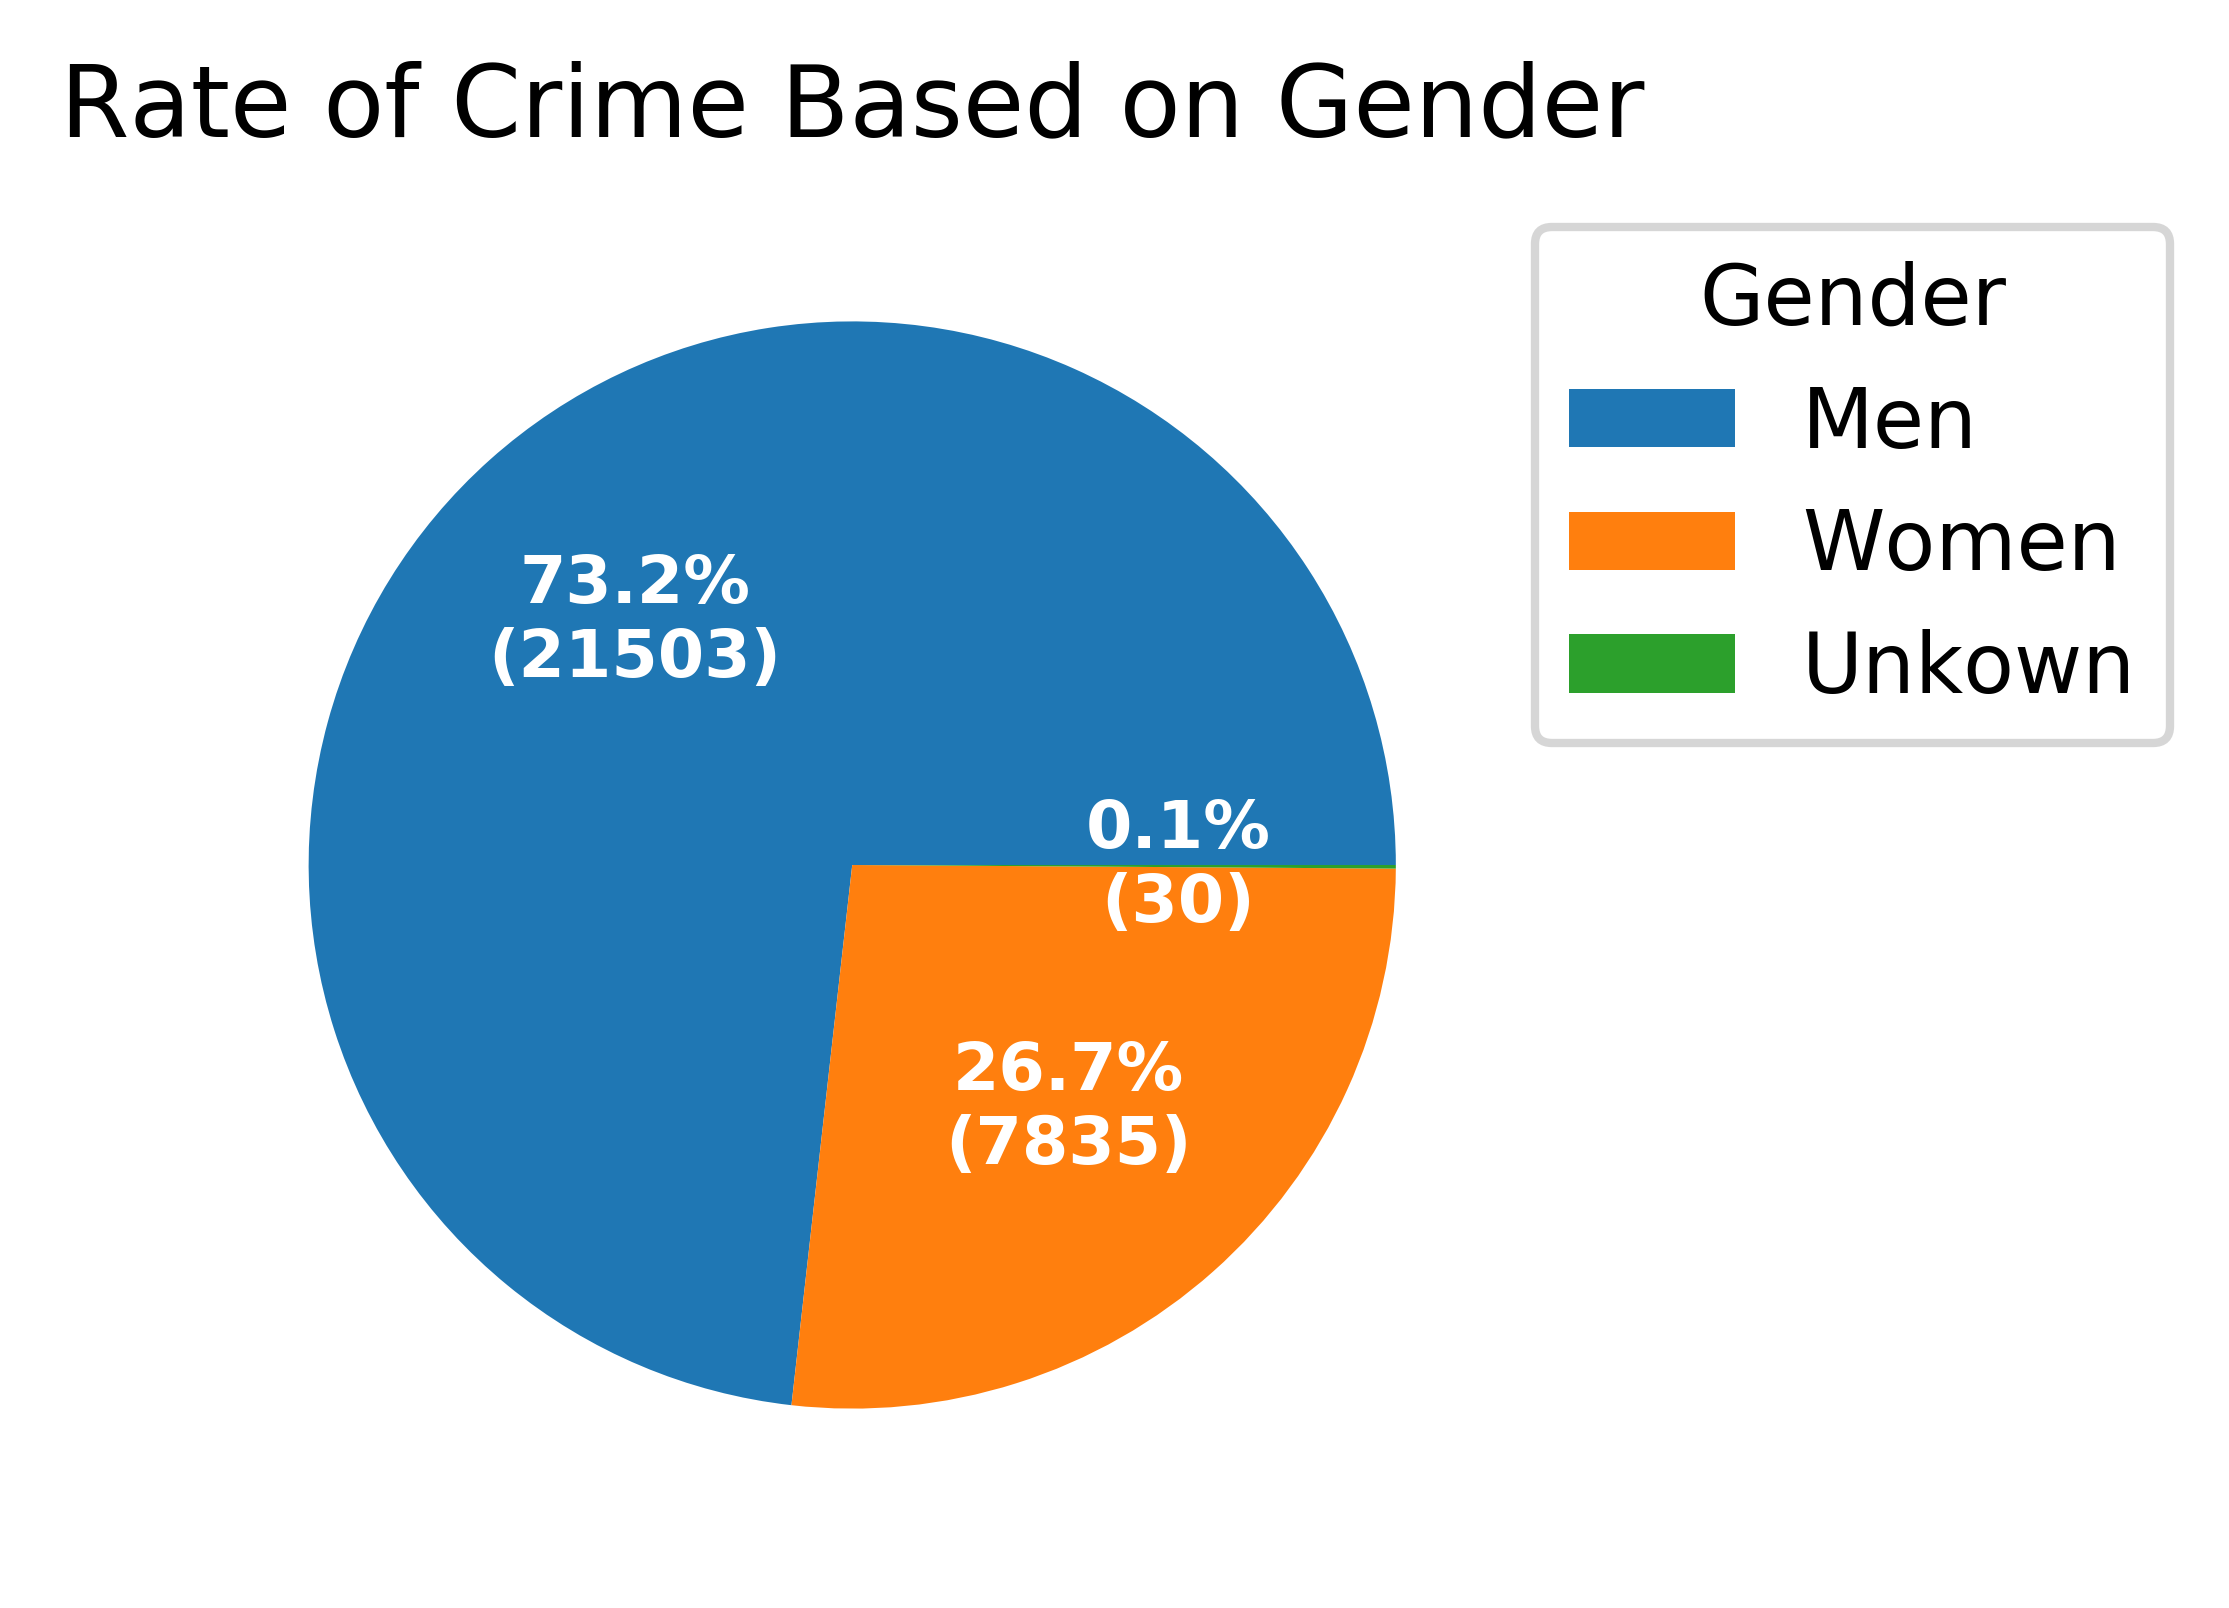 Rate of Crime Based on Gender
Gender
Men
Women
Unkown
73.2%
(21503)
0.1%
(30)
26.7%
(7835)